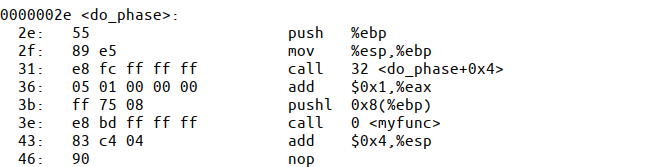 0000002e <do_phase>:
2e: 55 push %ebp
2f: 89 e5 mov %esp,%ebp
31: e8 fc ff ff ff call 32 <do_phase+0x4>
36: 05 01 00 00 00 add $0x1,%eax
3b: ff 75 08 pushl 0x8(%ebp)
3e: e8 bd ff ff ff call 0 <myfunc>
43: 83 c4 04 add $0x4,%esp
46: 90 nop